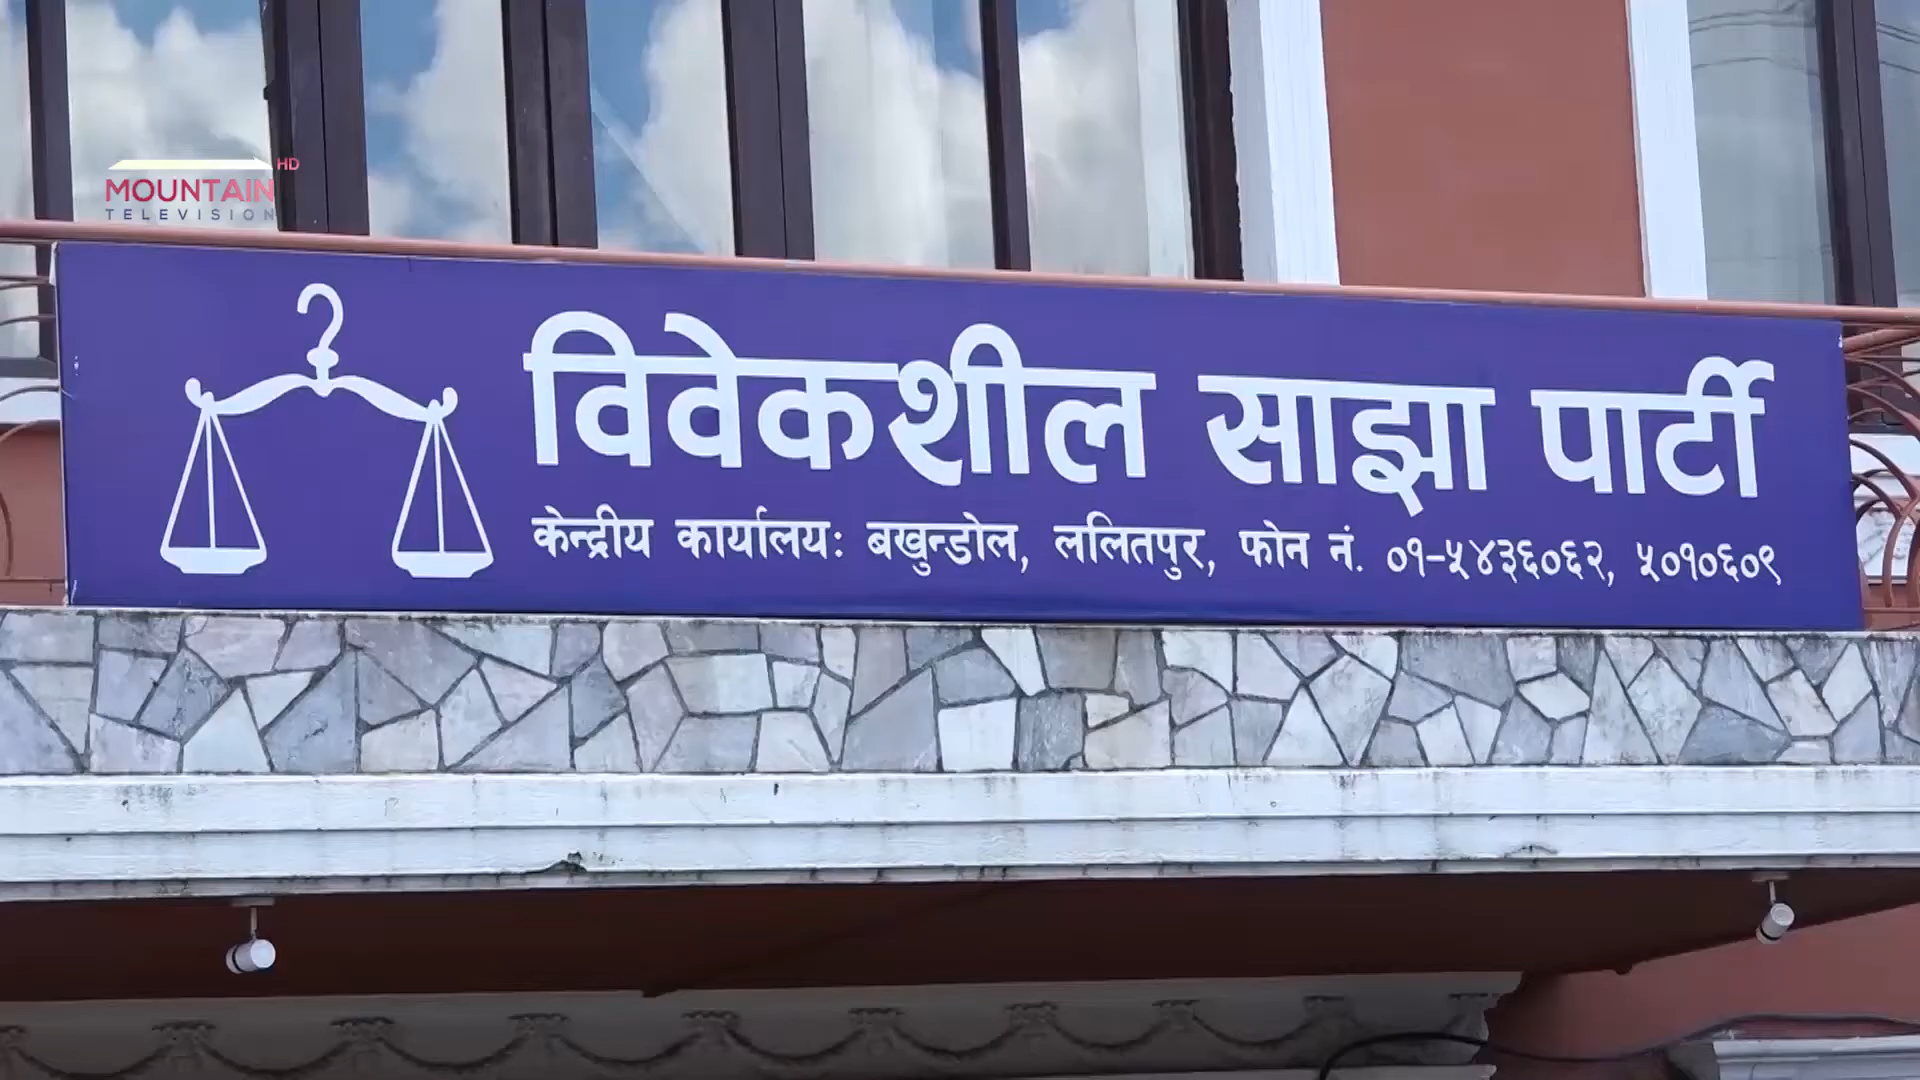 HD
MOUNTAIN
TELEVISION
विवेकशील साझा पार्टी
केन्द्रीय कार्यालयः बखुन्डोल, ललितपुर, फोन नं. ०१-५४३६०६२, ५०१०६०९